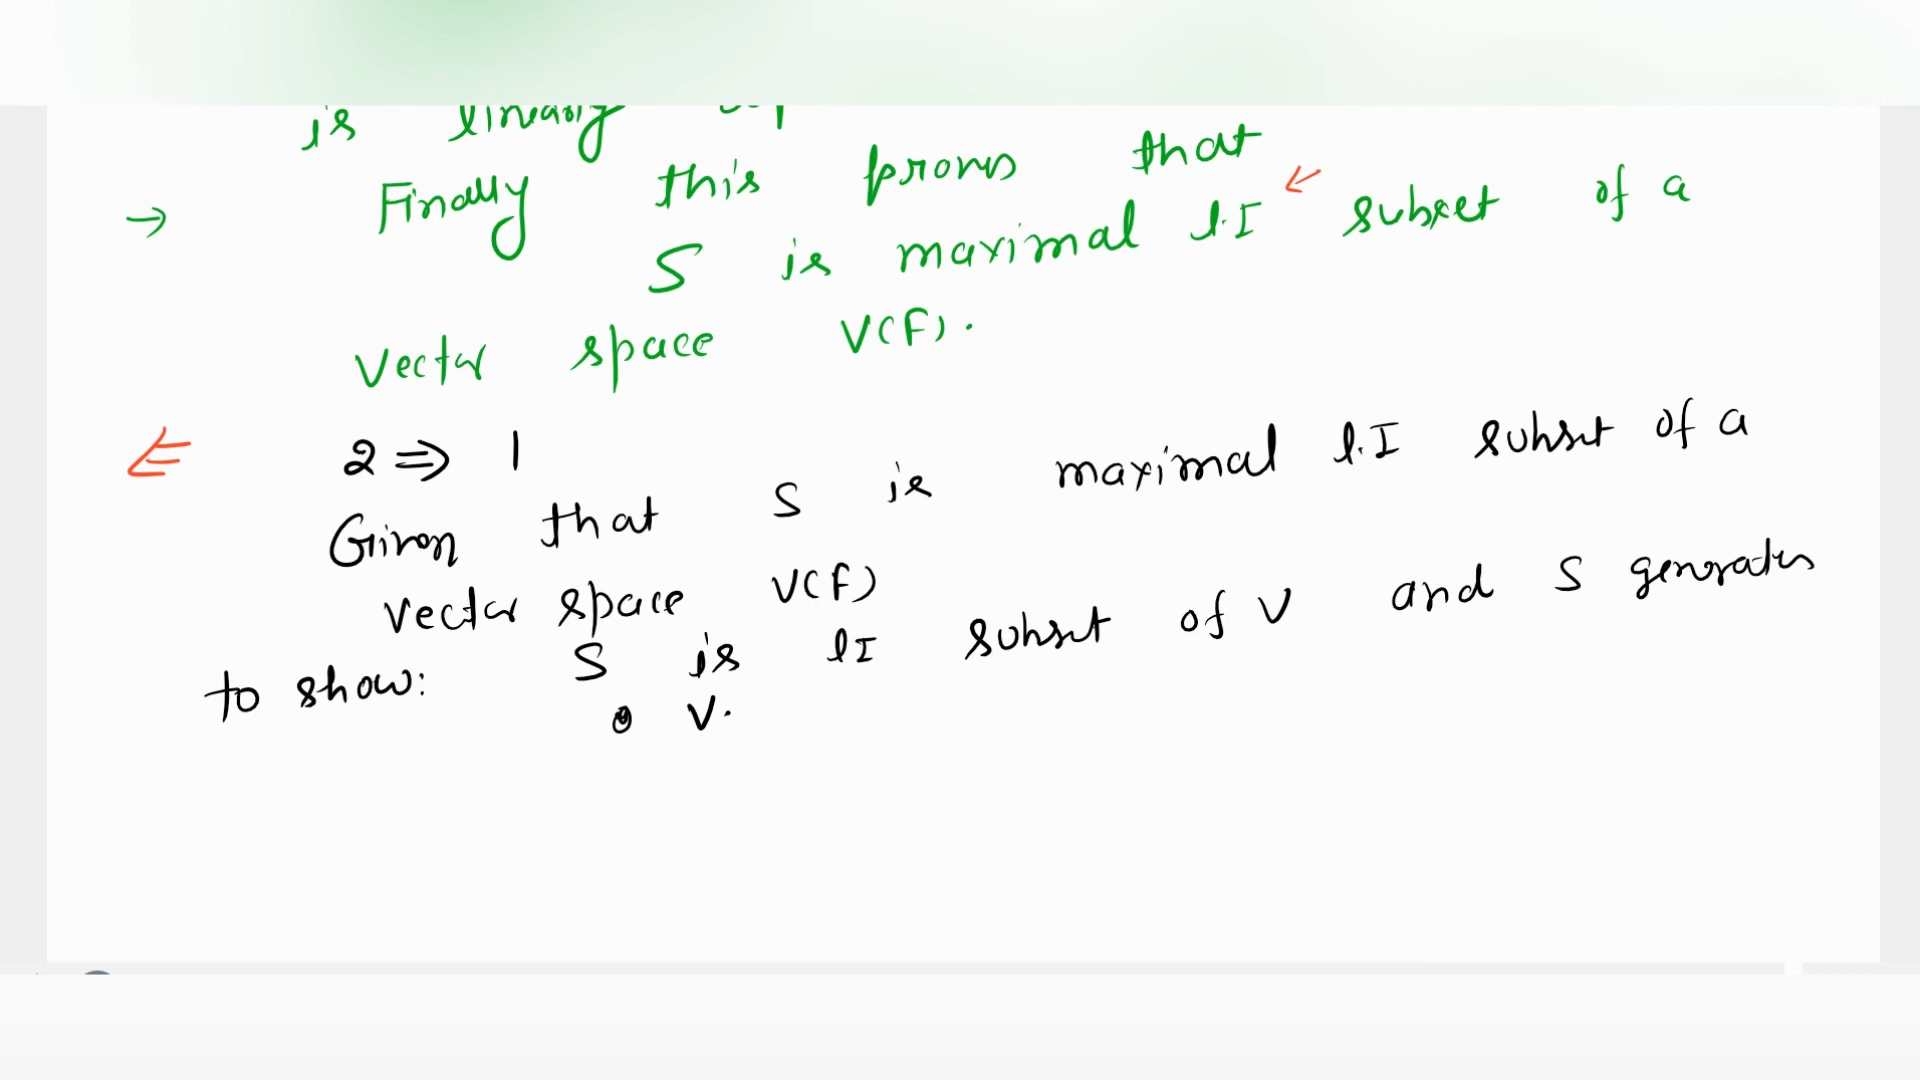 is linearly
→ Finally this proves that
S is maximal l.I ← subset of a
vector space V(F).
⇐ 2 ⇒ 1
Given that S is maximal l.I subset of a
vector space V(F)
to show: S is lI subset of V and S generates
V.